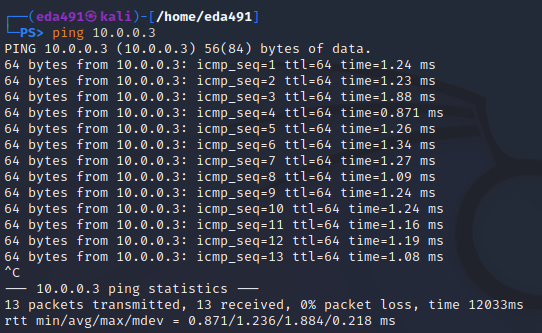 ┌──(eda491㉿kali)-[/home/eda491]
└─PS> ping 10.0.0.3
PING 10.0.0.3 (10.0.0.3) 56(84) bytes of data.
64 bytes from 10.0.0.3: icmp_seq=1 ttl=64 time=1.24 ms
64 bytes from 10.0.0.3: icmp_seq=2 ttl=64 time=1.23 ms
64 bytes from 10.0.0.3: icmp_seq=3 ttl=64 time=1.88 ms
64 bytes from 10.0.0.3: icmp_seq=4 ttl=64 time=0.871 ms
64 bytes from 10.0.0.3: icmp_seq=5 ttl=64 time=1.26 ms
64 bytes from 10.0.0.3: icmp_seq=6 ttl=64 time=1.34 ms
64 bytes from 10.0.0.3: icmp_seq=7 ttl=64 time=1.27 ms
64 bytes from 10.0.0.3: icmp_seq=8 ttl=64 time=1.09 ms
64 bytes from 10.0.0.3: icmp_seq=9 ttl=64 time=1.24 ms
64 bytes from 10.0.0.3: icmp_seq=10 ttl=64 time=1.24 ms
64 bytes from 10.0.0.3: icmp_seq=11 ttl=64 time=1.16 ms
64 bytes from 10.0.0.3: icmp_seq=12 ttl=64 time=1.19 ms
64 bytes from 10.0.0.3: icmp_seq=13 ttl=64 time=1.08 ms
^C
--- 10.0.0.3 ping statistics ---
13 packets transmitted, 13 received, 0% packet loss, time 12033ms
rtt min/avg/max/mdev = 0.871/1.236/1.884/0.218 ms